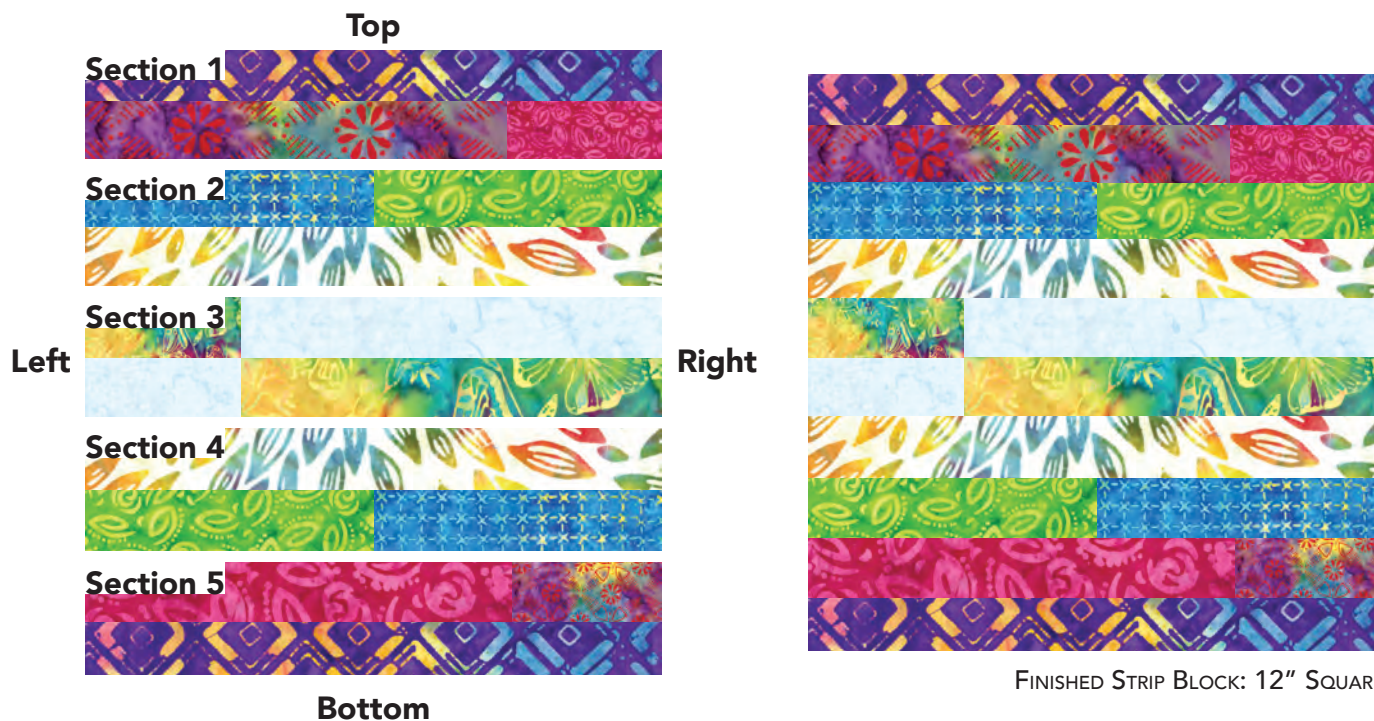 Top
Section 1
Section 2
Section 3
Left
Right
Section 4
Section 5
Bottom
Finished Strip Block: 12" Squar